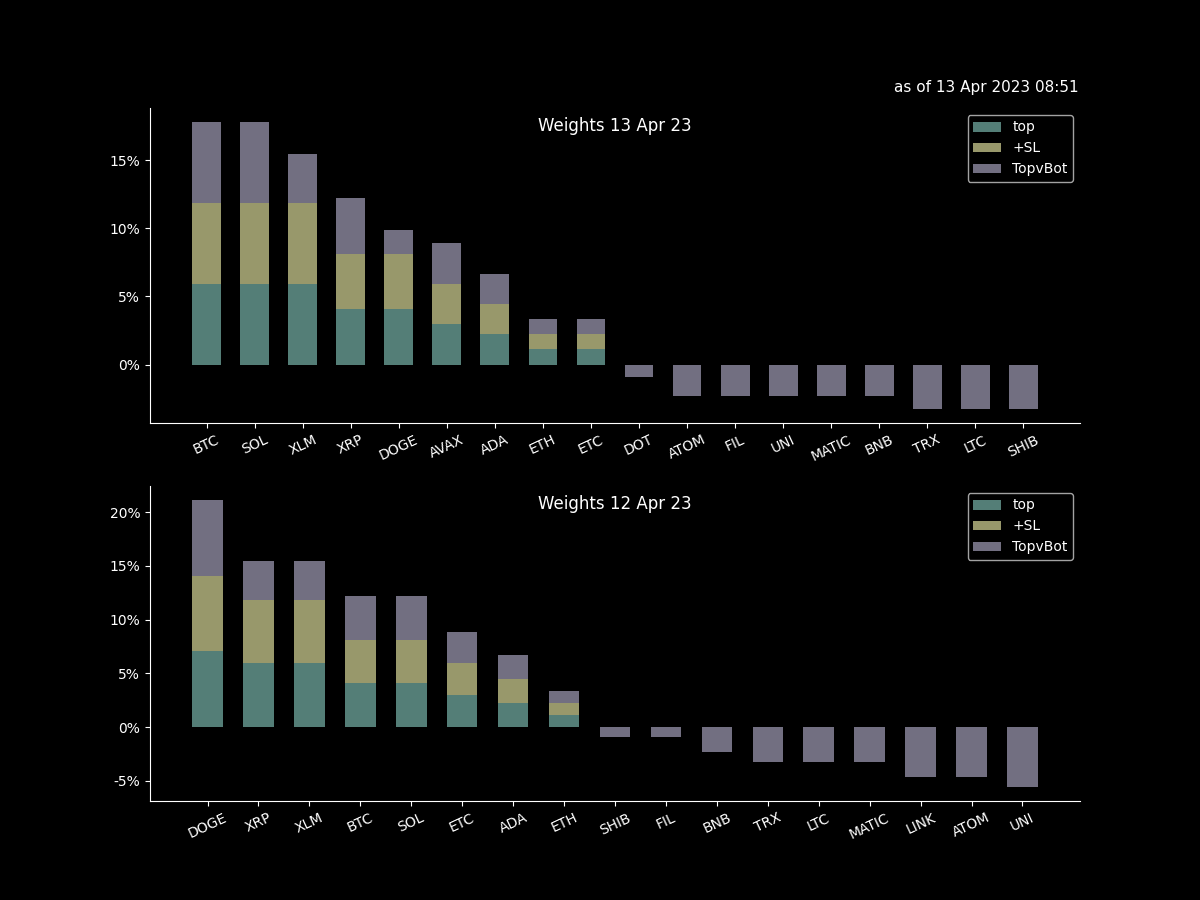 as of 13 Apr 2023 08:51
Weights 13 Apr 23
top
+SL
TopvBot
15%
10%
5%
0%
BTC SOL XLM XRP DOGE AVAX ADA ETH ETC DOT ATOM FIL UNI MATIC BNB TRX LTC SHIB
Weights 12 Apr 23
top
+SL
TopvBot
20%
15%
10%
5%
0%
-5%
DOGE XRP XLM BTC SOL ETC ADA ETH SHIB FIL BNB TRX LTC MATIC LINK ATOM UNI